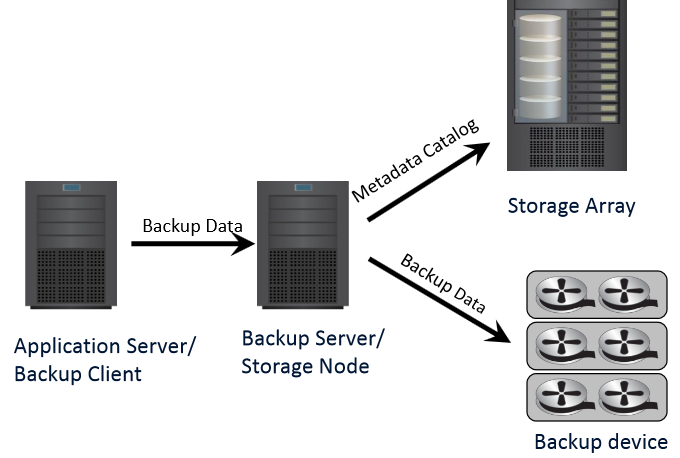 Metadata Catalog
Storage Array
Backup Data
Backup Data
Application Server/
Backup Client
Backup Server/
Storage Node
Backup device